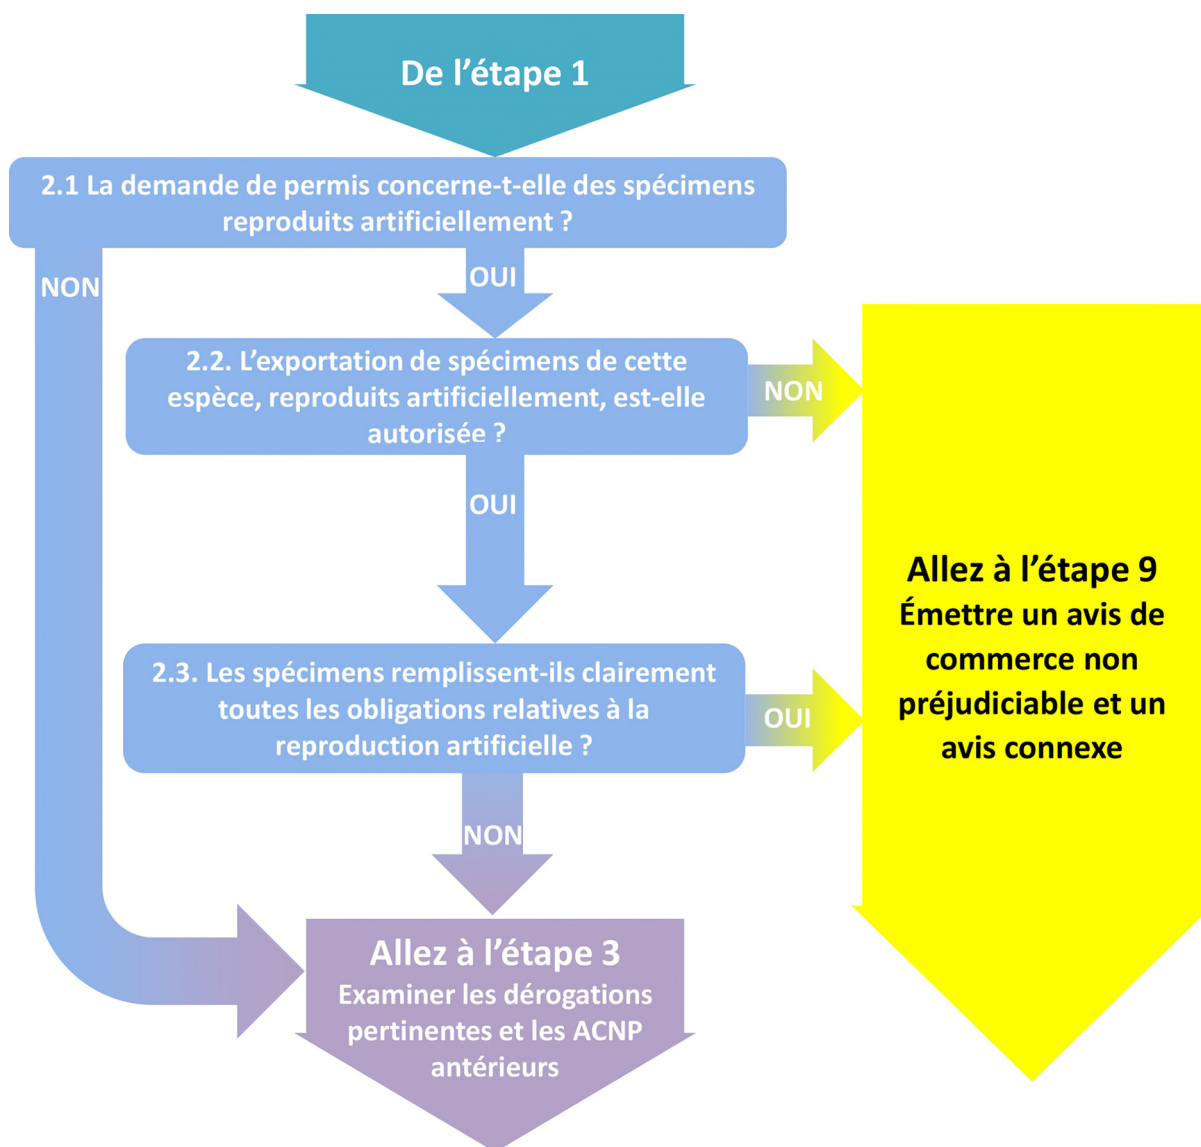 De l’étape 1
2.1 La demande de permis concerne-t-elle des spécimens
reproduits artificiellement ?
NON
OUI
2.2. L’exportation de spécimens de cette
espèce, reproduits artificiellement, est-elle
autorisée ?
NON
OUI
Allez à l’étape 9
Émettre un avis de
commerce non
préjudiciable et un
avis connexe
2.3. Les spécimens remplissent-ils clairement
toutes les obligations relatives à la
reproduction artificielle ?
OUI
NON
Allez à l’étape 3
Examiner les dérogations
pertinentes et les ACNP
antérieurs